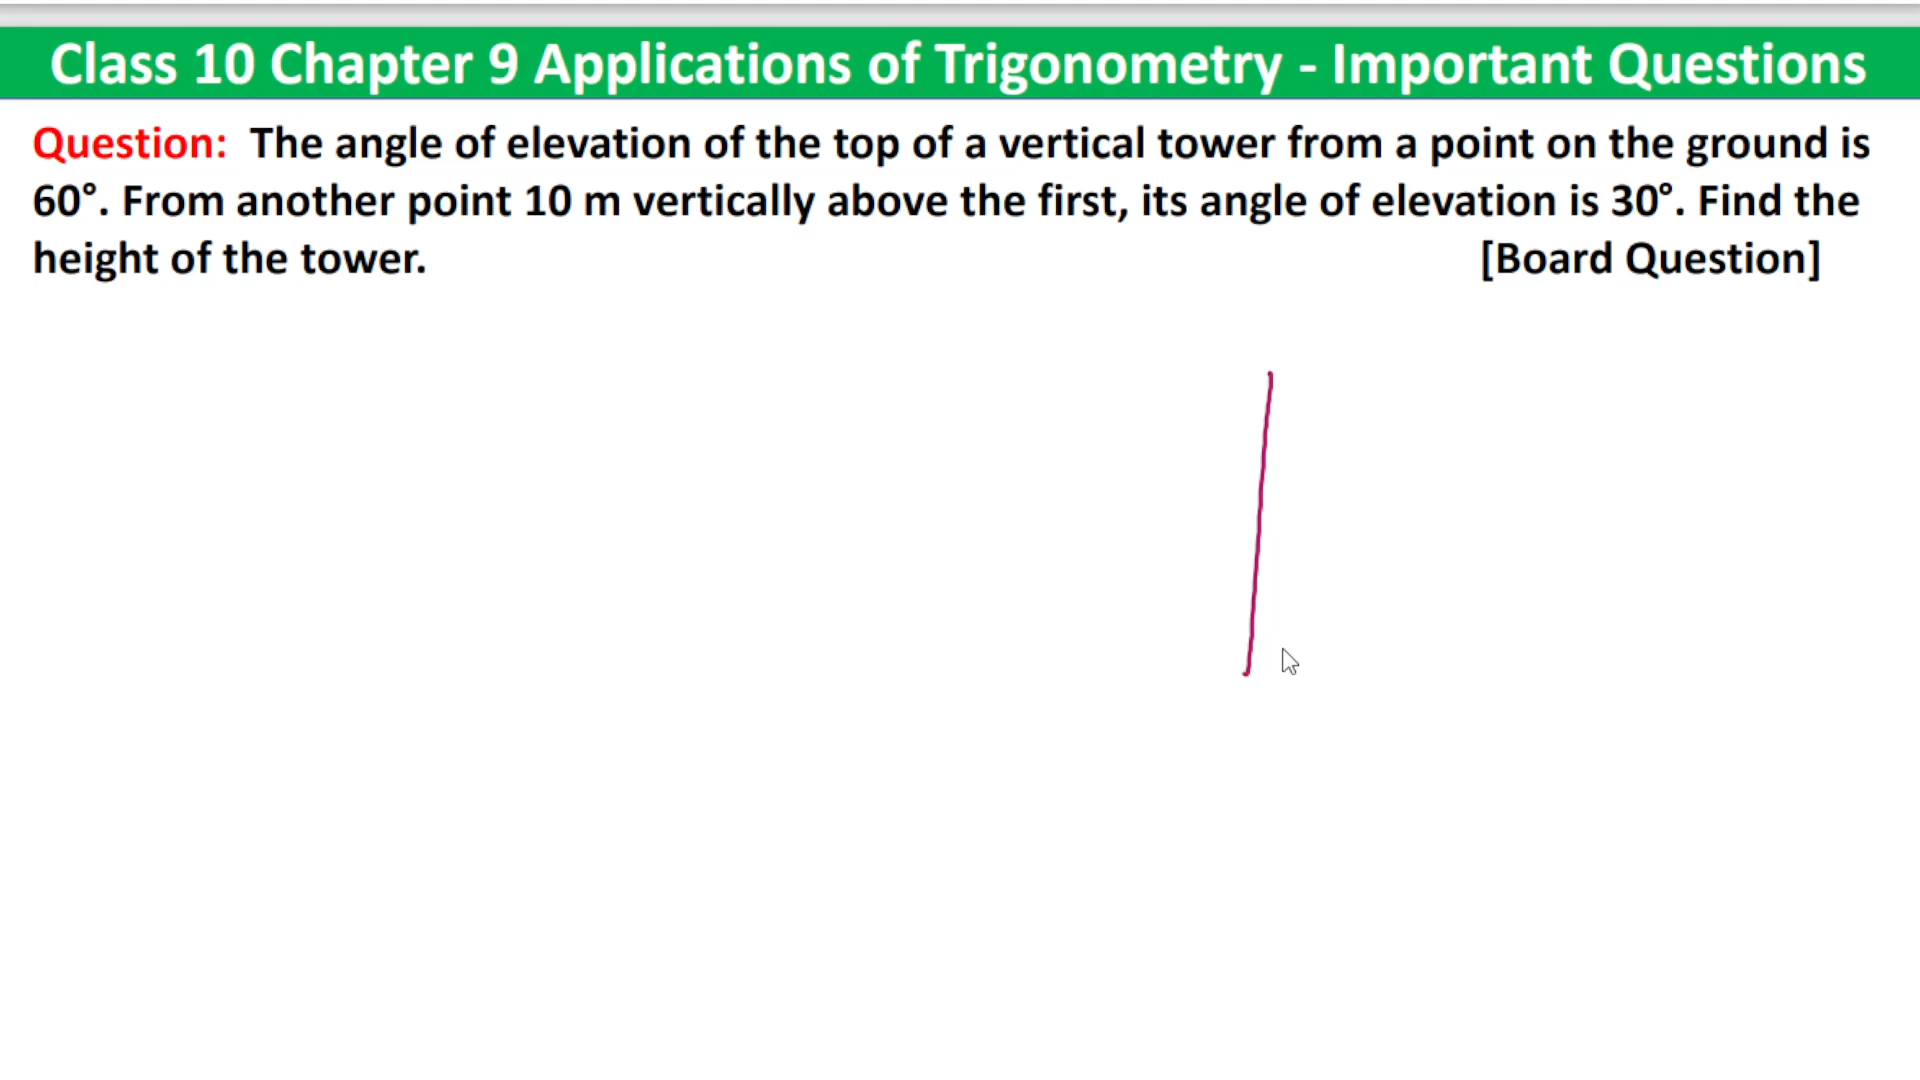 Class 10 Chapter 9 Applications of Trigonometry - Important Questions
Question: The angle of elevation of the top of a vertical tower from a point on the ground is
60°. From another point 10 m vertically above the first, its angle of elevation is 30°. Find the
height of the tower. [Board Question]